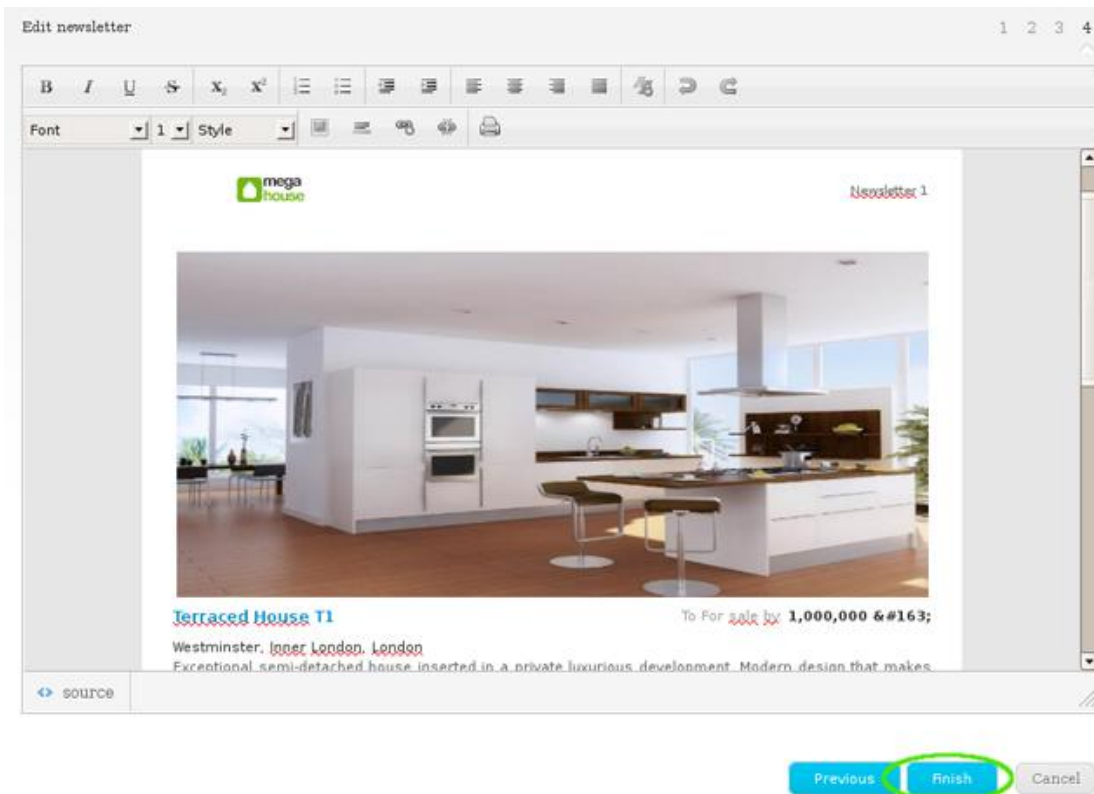 Edit newsletter 1 2 3 4
B I U S X₂ X²
Font 1 Style
mega
house
Newsletter 1
Terraced House T1 To For sale by 1,000,000 &#163;
Westminster, Inner London, London
Exceptional semi-detached house inserted in a private luxurious development. Modern design that makes
<> source
Previous Finish Cancel